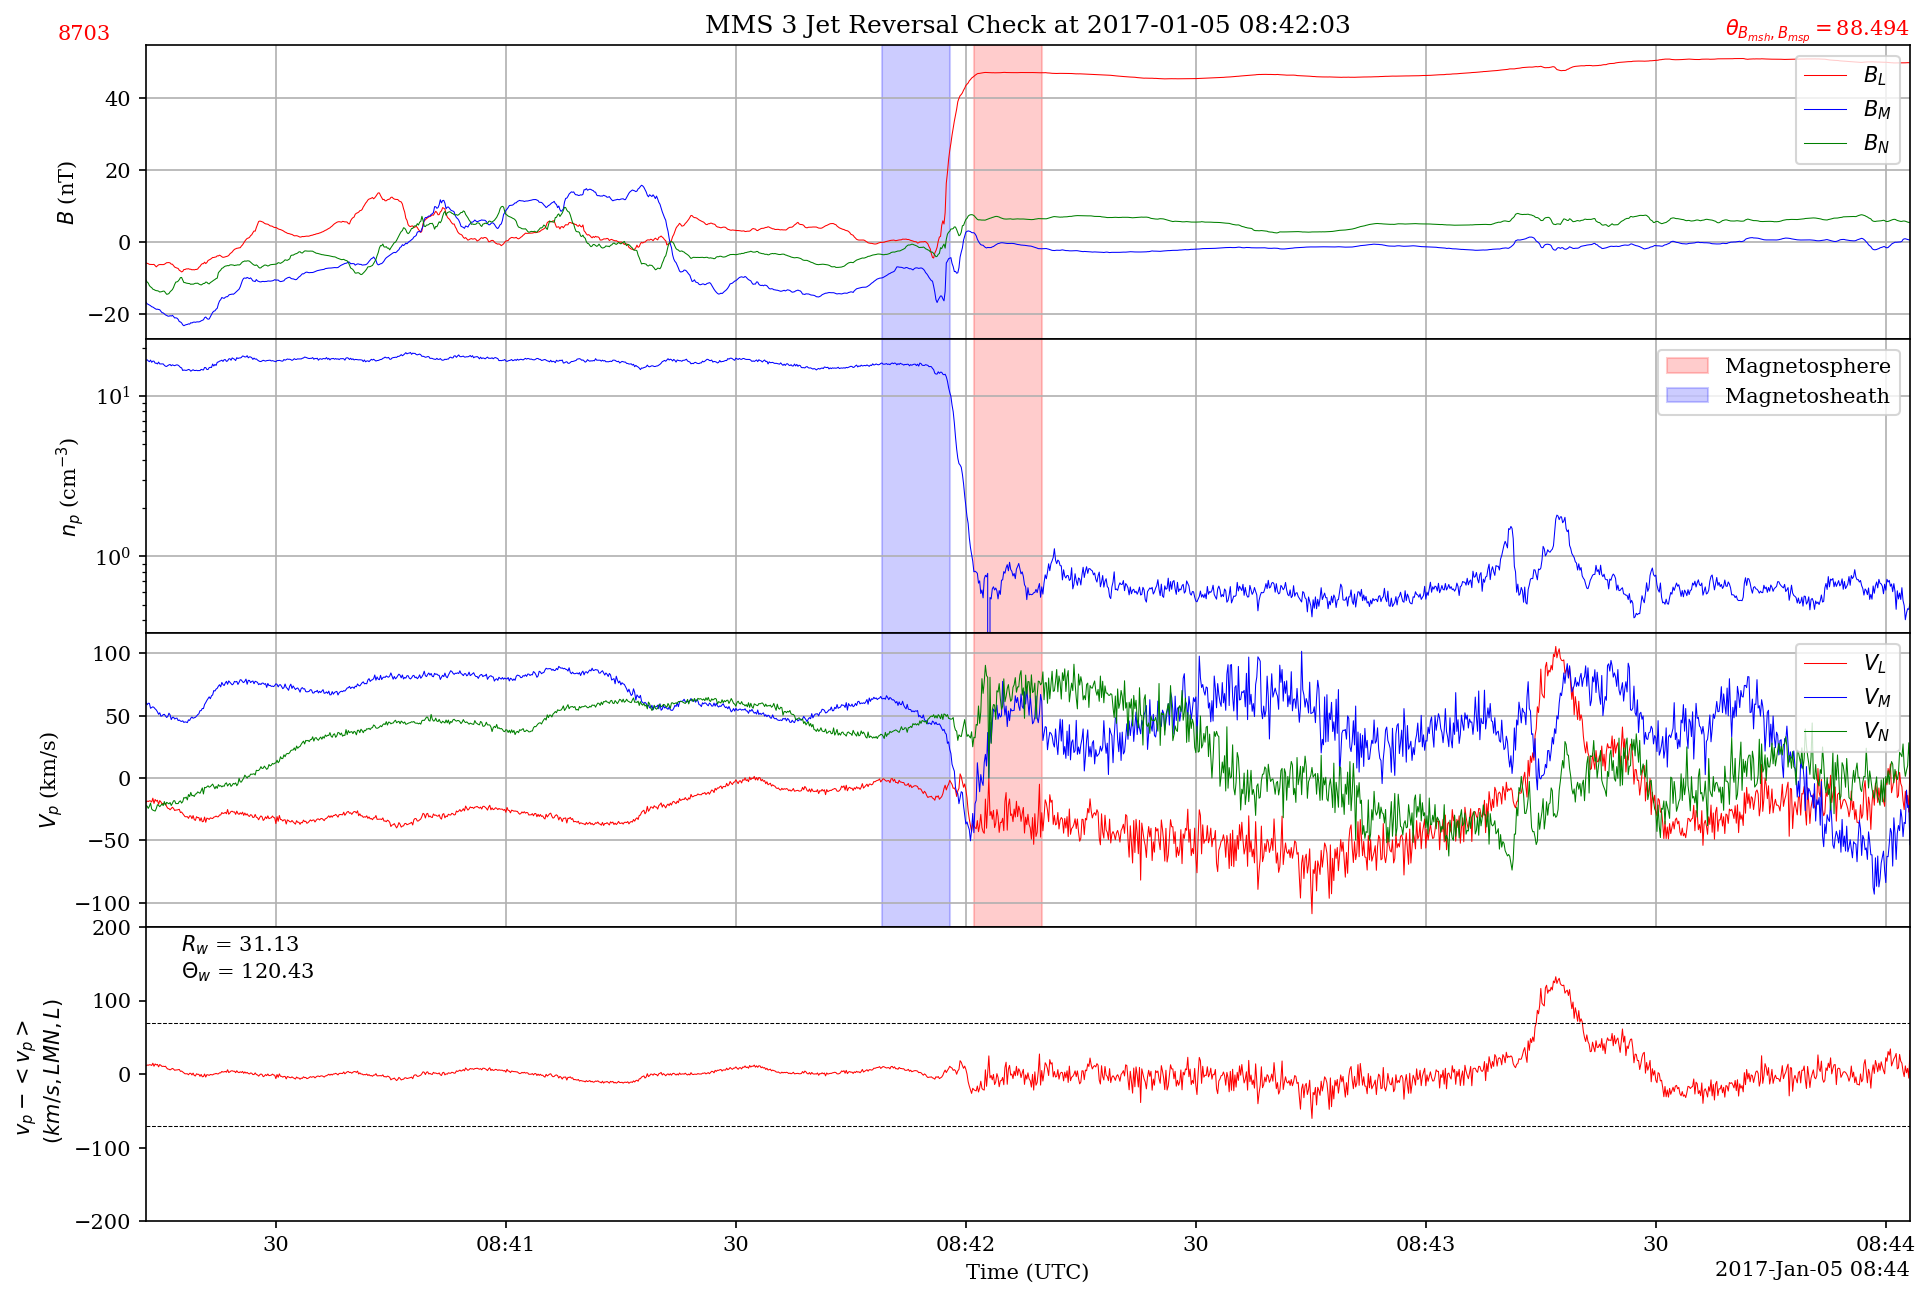 8703
MMS 3 Jet Reversal Check at 2017-01-05 08:42:03
θ_{B_{msh}, B_{msp}} = 88.494
B (nT)
40
20
0
−20
B_L
B_M
B_N
n_p (cm^{−3})
10^1
10^0
Magnetosphere
Magnetosheath
V_p (km/s)
100
50
0
−50
−100
V_L
V_M
V_N
v_p − < v_p >
(km/s, LMN, L)
200
100
0
−100
−200
R_w = 31.13
Θ_w = 120.43
30 08:41 30 08:42 30 08:43 30 08:44
Time (UTC)
2017-Jan-05 08:44